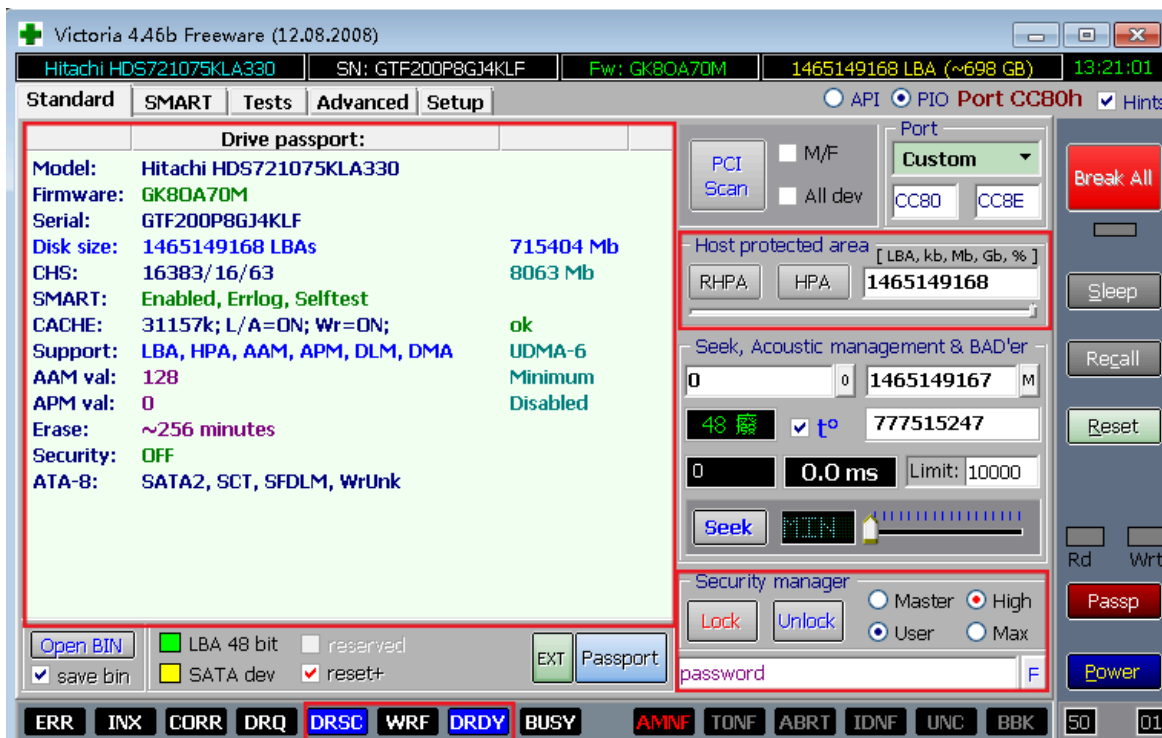 Victoria 4.46b Freeware (12.08.2008)
Hitachi HDS721075KLA330 SN: GTF200P8GJ4KLF Fw: GK8OA70M 1465149168 LBA (~698 GB) 13:21:01
Standard SMART Tests Advanced Setup API PIO Port CC80h Hints
Drive passport:
Model: Hitachi HDS721075KLA330
Firmware: GK8OA70M
Serial: GTF200P8GJ4KLF
Disk size: 1465149168 LBAs 715404 Mb
CHS: 16383/16/63 8063 Mb
SMART: Enabled, Errlog, Selftest
CACHE: 31157k; L/A=ON; Wr=ON; ok
Support: LBA, HPA, AAM, APM, DLM, DMA UDMA-6
AAM val: 128 Minimum
APM val: 0 Disabled
Erase: ~256 minutes
Security: OFF
ATA-8: SATA2, SCT, SFDLM, WrUnk
Open BIN LBA 48 bit reserved
save bin SATA dev reset+
EXT Passport
PCI Scan M/F
All dev
Port
Custom
CC80 CC8E
Host protected area [ LBA, kb, Mb, Gb, % ]
RHPA HPA 1465149168
Seek, Acoustic management & BAD'er
0 0 1465149167 M
48 癈 t° 777515247
0 0.0 ms Limit: 10000
Seek MIN
Security manager
Lock Unlock Master High
User Max
password F
Break All
Sleep
Recall
Reset
Rd Wrt
Passp
Power
ERR INX CORR DRQ DRSC WRF DRDY BUSY AMNF TONF ABRT IDNF UNC BBK 50 01